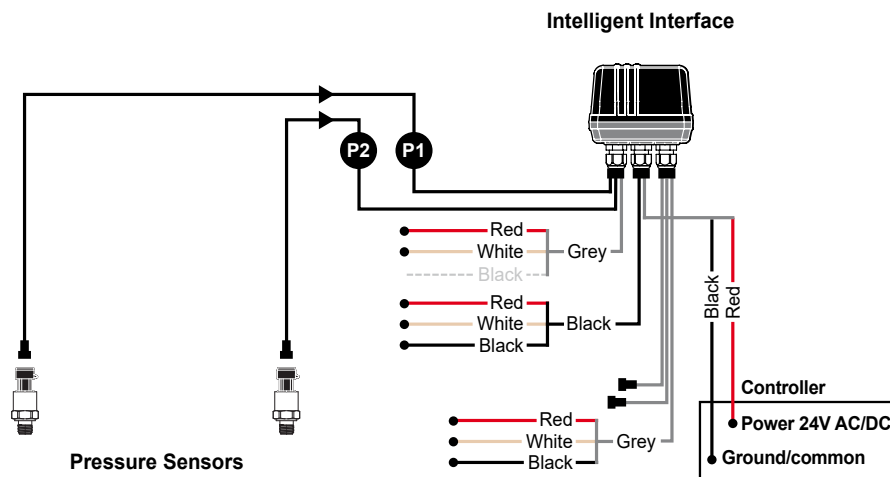 Intelligent Interface
P2
P1
Red
White
Grey
Black
Red
White
Black
Black
Black
Red
Controller
Red
Power 24V AC/DC
White
Grey
Black
Ground/common
Pressure Sensors